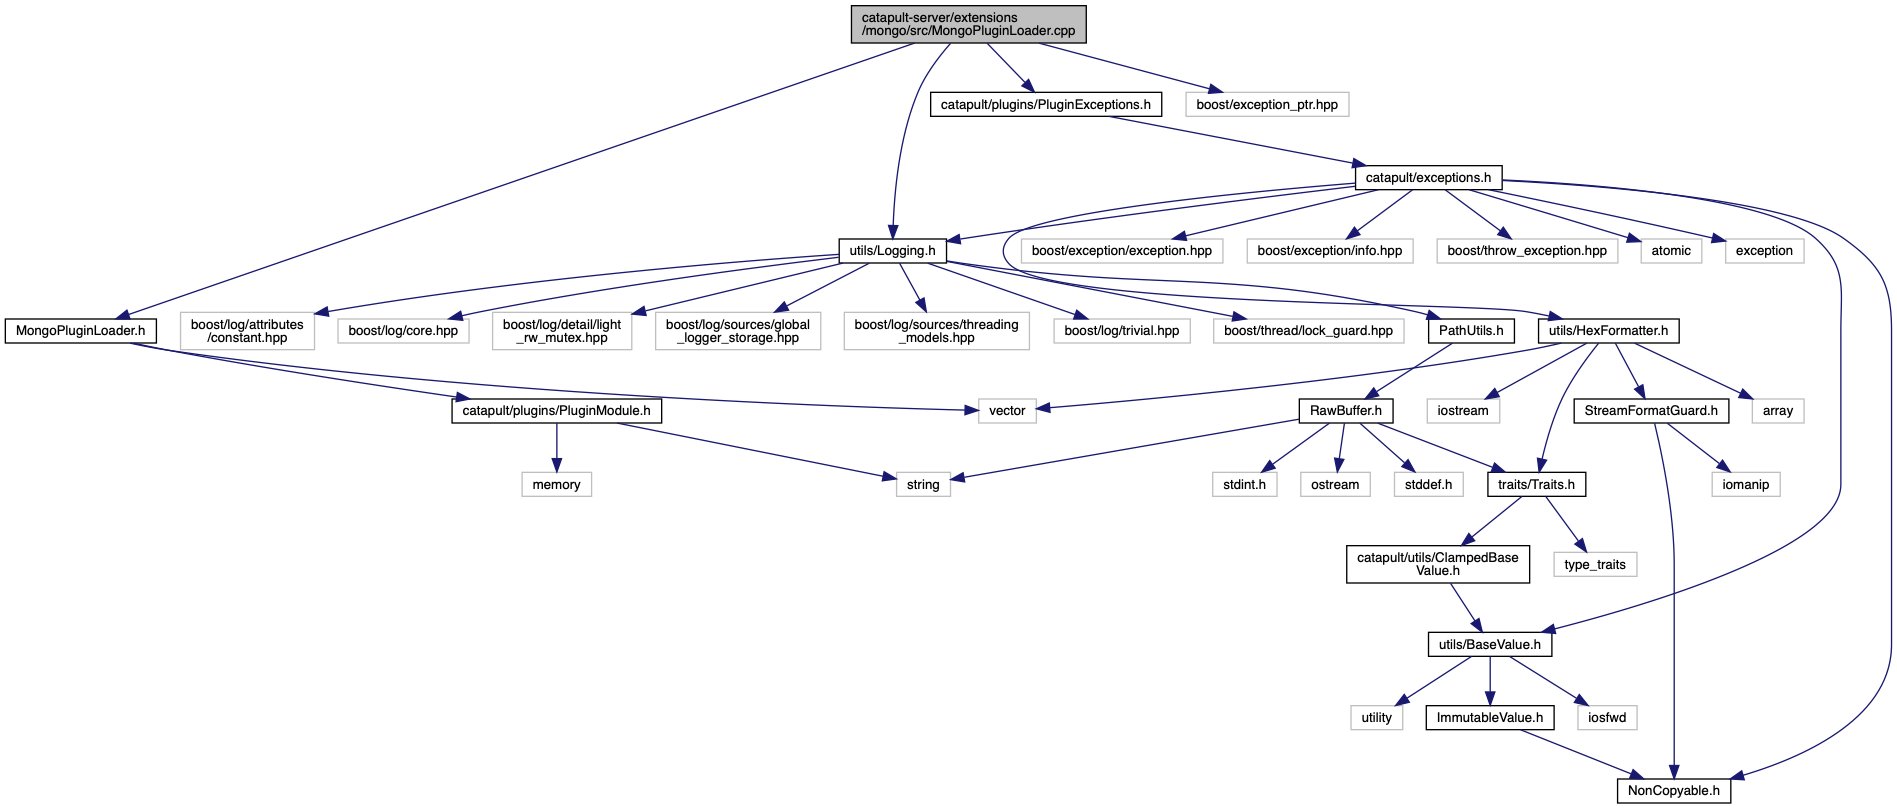 catapult-server/extensions
/mongo/src/MongoPluginLoader.cpp
catapult/plugins/PluginExceptions.h
boost/exception_ptr.hpp
catapult/exceptions.h
utils/Logging.h
boost/exception/exception.hpp
boost/exception/info.hpp
boost/throw_exception.hpp
atomic
exception
MongoPluginLoader.h
boost/log/attributes
/constant.hpp
boost/log/core.hpp
boost/log/detail/light
_rw_mutex.hpp
boost/log/sources/global
_logger_storage.hpp
boost/log/sources/threading
_models.hpp
boost/log/trivial.hpp
boost/thread/lock_guard.hpp
PathUtils.h
utils/HexFormatter.h
catapult/plugins/PluginModule.h
vector
RawBuffer.h
iostream
StreamFormatGuard.h
array
memory
string
stdint.h
ostream
stddef.h
traits/Traits.h
iomanip
catapult/utils/ClampedBase
Value.h
type_traits
utils/BaseValue.h
utility
ImmutableValue.h
iosfwd
NonCopyable.h